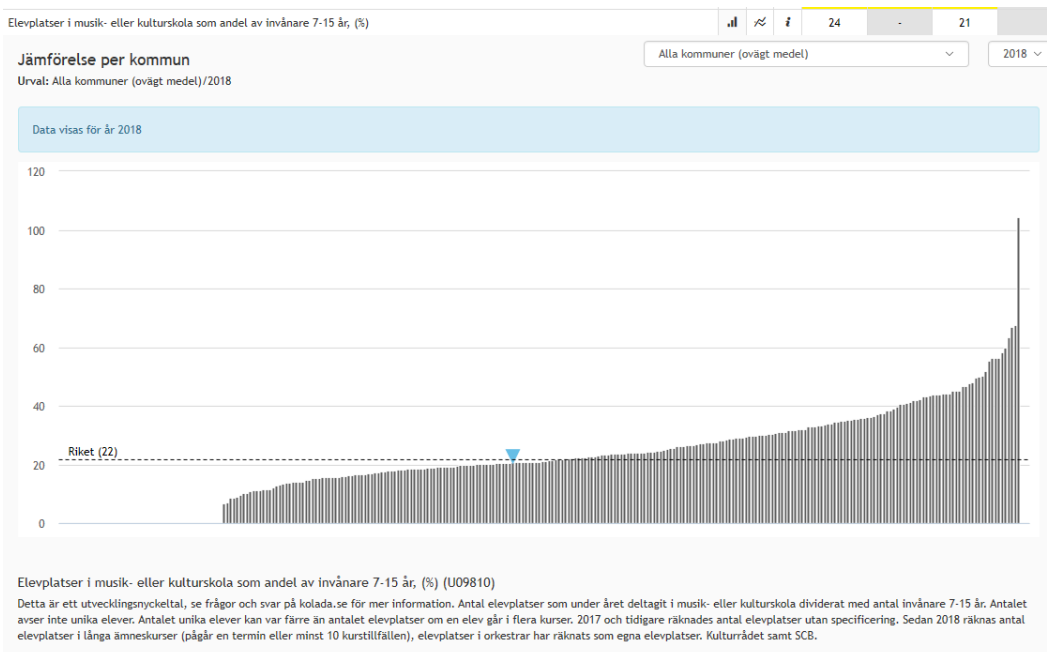 Elevplatser i musik- eller kulturskola som andel av invånare 7-15 år, (%) i 24 - 21
Jämförelse per kommun
Alla kommuner (ovägt medel) 2018
Urval: Alla kommuner (ovägt medel)/2018
Data visas för år 2018
120
100
80
60
40
Riket (22)
20
0
Elevplatser i musik- eller kulturskola som andel av invånare 7-15 år, (%) (U09810)
Detta är ett utvecklingsnyckeltal, se frågor och svar på kolada.se för mer information. Antal elevplatser som under året deltagit i musik- eller kulturskola dividerat med antal invånare 7-15 år. Antalet
avser inte unika elever. Antalet unika elever kan var färre än antalet elevplatser om en elev går i flera kurser. 2017 och tidigare räknades antal elevplatser utan specificering. Sedan 2018 räknas antal
elevplatser i långa ämneskurser (pågår en termin eller minst 10 kurstillfällen), elevplatser i orkestrar har räknats som egna elevplatser. Kulturrådet samt SCB.